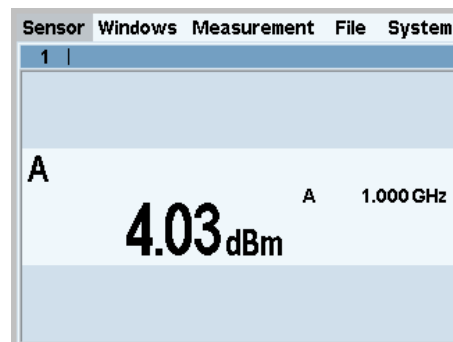 Sensor Windows Measurement File System
1
A
A 1.000 GHz
4.03 dBm